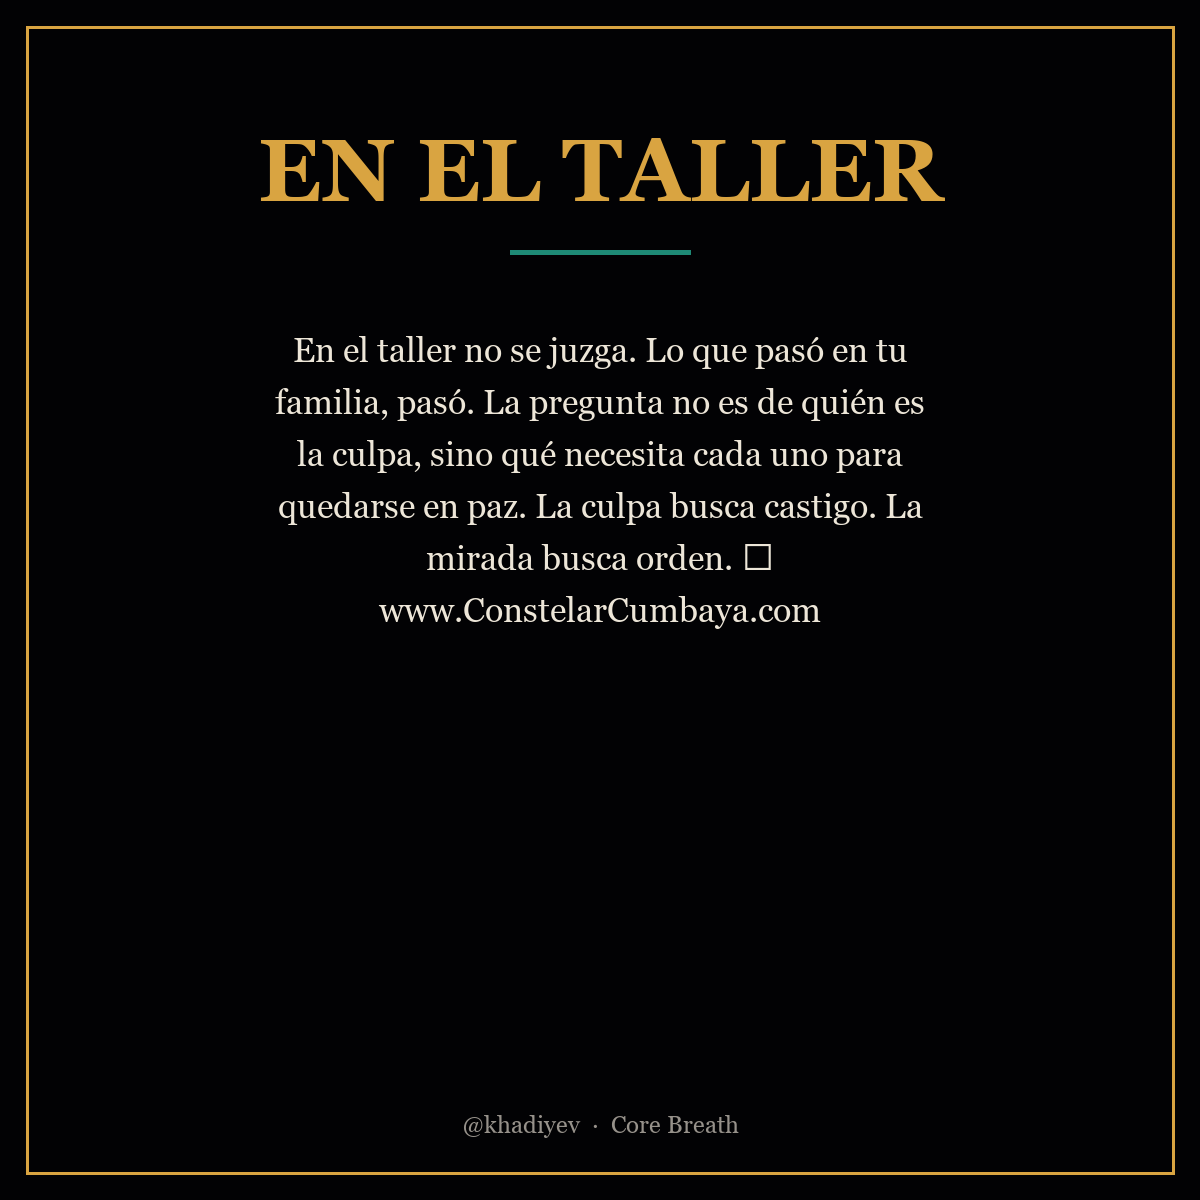 EN EL TALLER
En el taller no se juzga. Lo que pasó en tu
familia, pasó. La pregunta no es de quién es
la culpa, sino qué necesita cada uno para
quedarse en paz. La culpa busca castigo. La
mirada busca orden. □
www.ConstelarCumbaya.com
@khadiyev · Core Breath